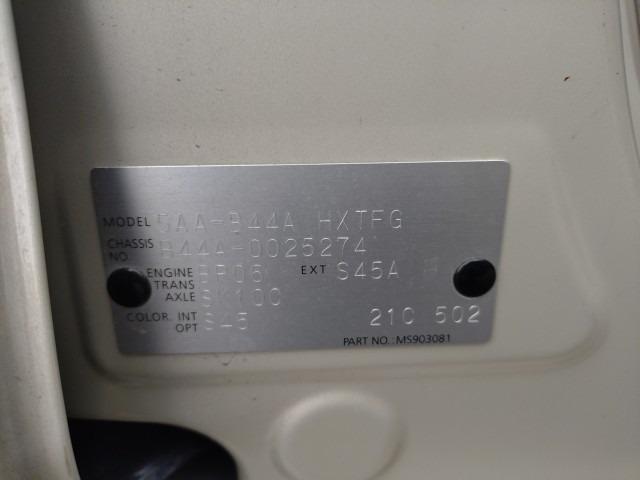 MODEL 5AA-B44A HXTFG
CHASSIS NO. B44A-0025274
ENGINE BR06 EXT S45A
TRANS AXLE
COLOR. INT OPT S45 21C 502
PART NO. MS903081